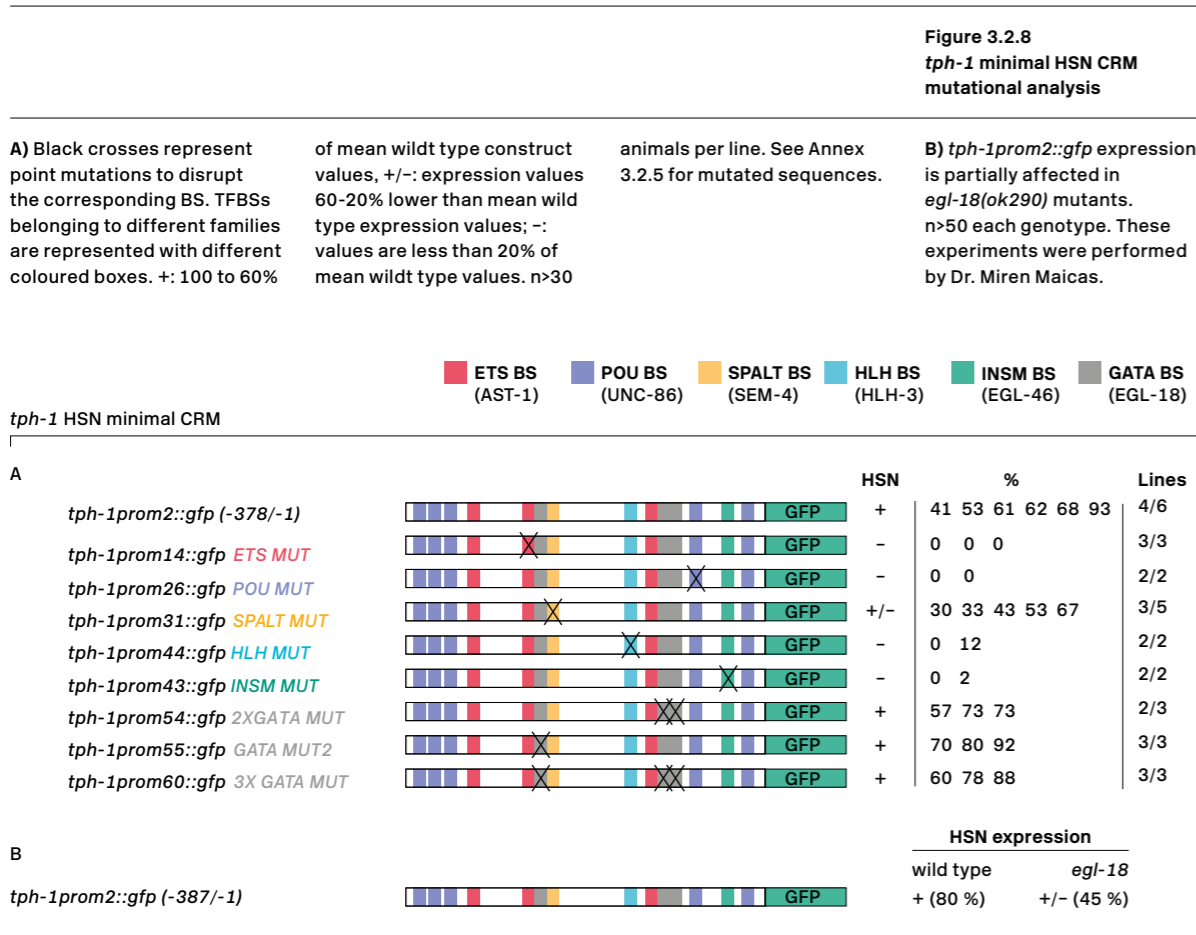 Figure 3.2.8
tph-1 minimal HSN CRM
mutational analysis
A) Black crosses represent
point mutations to disrupt
the corresponding BS. TFBSs
belonging to different families
are represented with different
coloured boxes. +: 100 to 60%
of mean wildt type construct
values, +/-: expression values
60-20% lower than mean wild
type expression values; -:
values are less than 20% of
mean wildt type values. n>30
animals per line. See Annex
3.2.5 for mutated sequences.
B) tph-1prom2::gfp expression
is partially affected in
egl-18(ok290) mutants.
n>50 each genotype. These
experiments were performed
by Dr. Miren Maicas.
ETS BS POU BS SPALT BS HLH BS INSM BS GATA BS
(AST-1) (UNC-86) (SEM-4) (HLH-3) (EGL-46) (EGL-18)
tph-1 HSN minimal CRM
A
HSN % Lines
tph-1prom2::gfp (-378/-1) GFP + 41 53 61 62 68 93 4/6
tph-1prom14::gfp ETS MUT GFP - 0 0 0 3/3
tph-1prom26::gfp POU MUT GFP - 0 0 2/2
tph-1prom31::gfp SPALT MUT GFP +/- 30 33 43 53 67 3/5
tph-1prom44::gfp HLH MUT GFP - 0 12 2/2
tph-1prom43::gfp INSM MUT GFP - 0 2 2/2
tph-1prom54::gfp 2XGATA MUT GFP + 57 73 73 2/3
tph-1prom55::gfp GATA MUT2 GFP + 70 80 92 3/3
tph-1prom60::gfp 3X GATA MUT GFP + 60 78 88 3/3
B
HSN expression
wild type egl-18
tph-1prom2::gfp (-387/-1) GFP + (80 %) +/- (45 %)